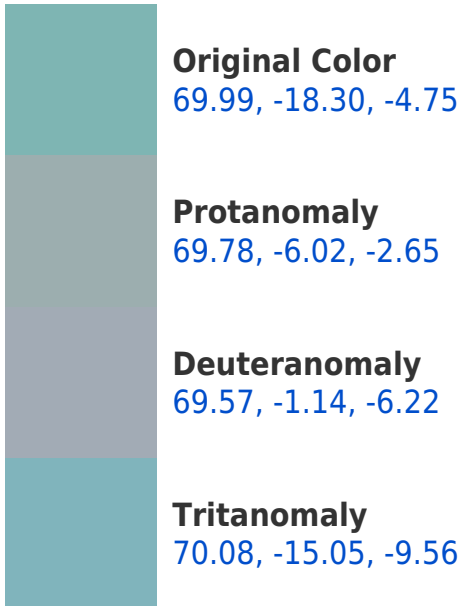 Original Color
69.99, -18.30, -4.75
Protanomaly
69.78, -6.02, -2.65
Deuteranomaly
69.57, -1.14, -6.22
Tritanomaly
70.08, -15.05, -9.56